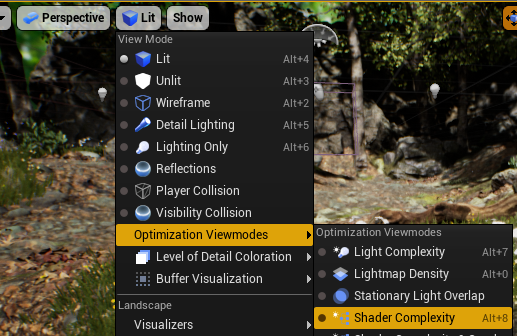 Perspective Lit Show
View Mode
Lit Alt+4
Unlit Alt+3
Wireframe Alt+2
Detail Lighting Alt+5
Lighting Only Alt+6
Reflections
Player Collision
Visibility Collision
Optimization Viewmodes
Level of Detail Coloration
Buffer Visualization
Landscape
Visualizers
Optimization Viewmodes
Light Complexity Alt+7
Lightmap Density Alt+0
Stationary Light Overlap
Shader Complexity Alt+8